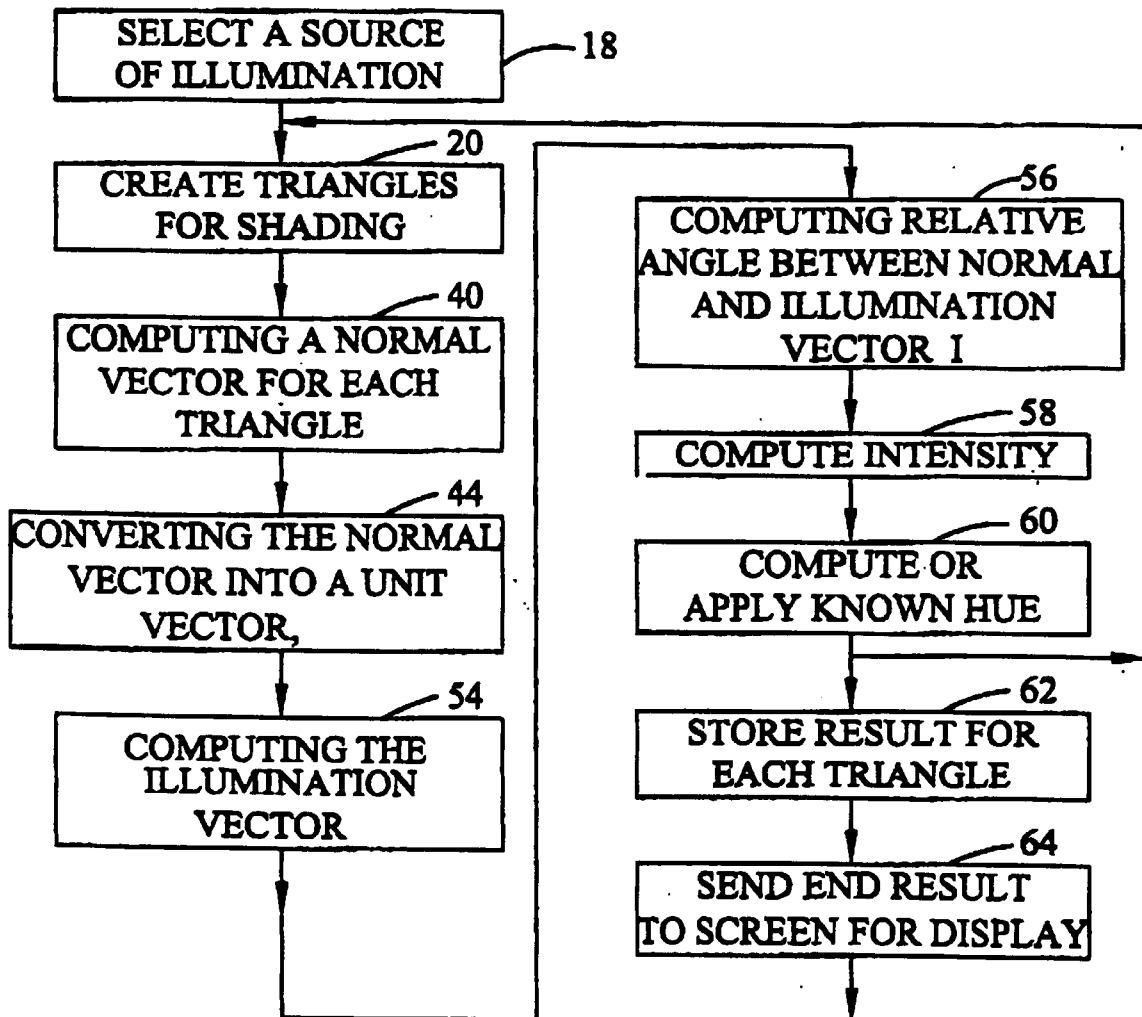 SELECT A SOURCE
OF ILLUMINATION
18
20
CREATE TRIANGLES
FOR SHADING
40
COMPUTING A NORMAL
VECTOR FOR EACH
TRIANGLE
44
CONVERTING THE NORMAL
VECTOR INTO A UNIT
VECTOR,
54
COMPUTING THE
ILLUMINATION
VECTOR
56
COMPUTING RELATIVE
ANGLE BETWEEN NORMAL
AND ILLUMINATION
VECTOR I
58
COMPUTE INTENSITY
60
COMPUTE OR
APPLY KNOWN HUE
62
STORE RESULT FOR
EACH TRIANGLE
64
SEND END RESULT
TO SCREEN FOR DISPLAY